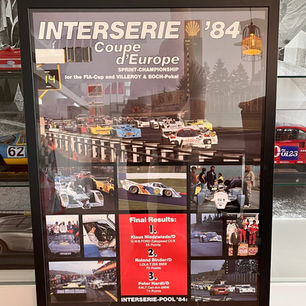 INTERSERIE '84
Coupe
d'Europe
SPRINT-CHAMPIONSHIP
for the FIA-Cup and VILLEROY & BOCH-Pokal
14
62
0123
Final Results:
1.
Klaus Niedzwiedz/D
2.
Roland Binder/D
3.
Peter Hardt/D
INTERSERIE-POOL '84: